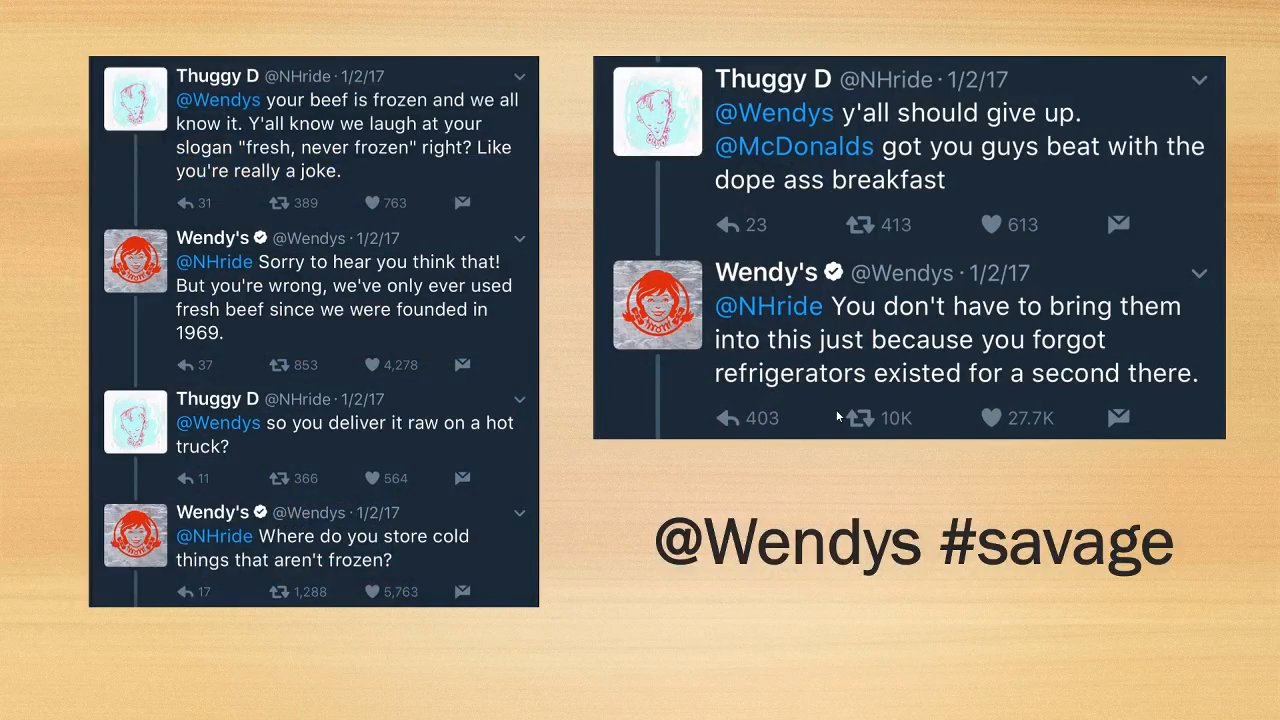 Thuggy D @NHride · 1/2/17
@Wendys your beef is frozen and we all
know it. Y'all know we laugh at your
slogan "fresh, never frozen" right? Like
you're really a joke.
31 389 763
Wendy's @Wendys · 1/2/17
@NHride Sorry to hear you think that!
But you're wrong, we've only ever used
fresh beef since we were founded in
1969.
37 853 4,278
Thuggy D @NHride · 1/2/17
@Wendys so you deliver it raw on a hot
truck?
11 366 564
Wendy's @Wendys · 1/2/17
@NHride Where do you store cold
things that aren't frozen?
17 1,288 5,763
Thuggy D @NHride · 1/2/17
@Wendys y'all should give up.
@McDonalds got you guys beat with the
dope ass breakfast
23 413 613
Wendy's @Wendys · 1/2/17
@NHride You don't have to bring them
into this just because you forgot
refrigerators existed for a second there.
403 10K 27.7K
@Wendys #savage